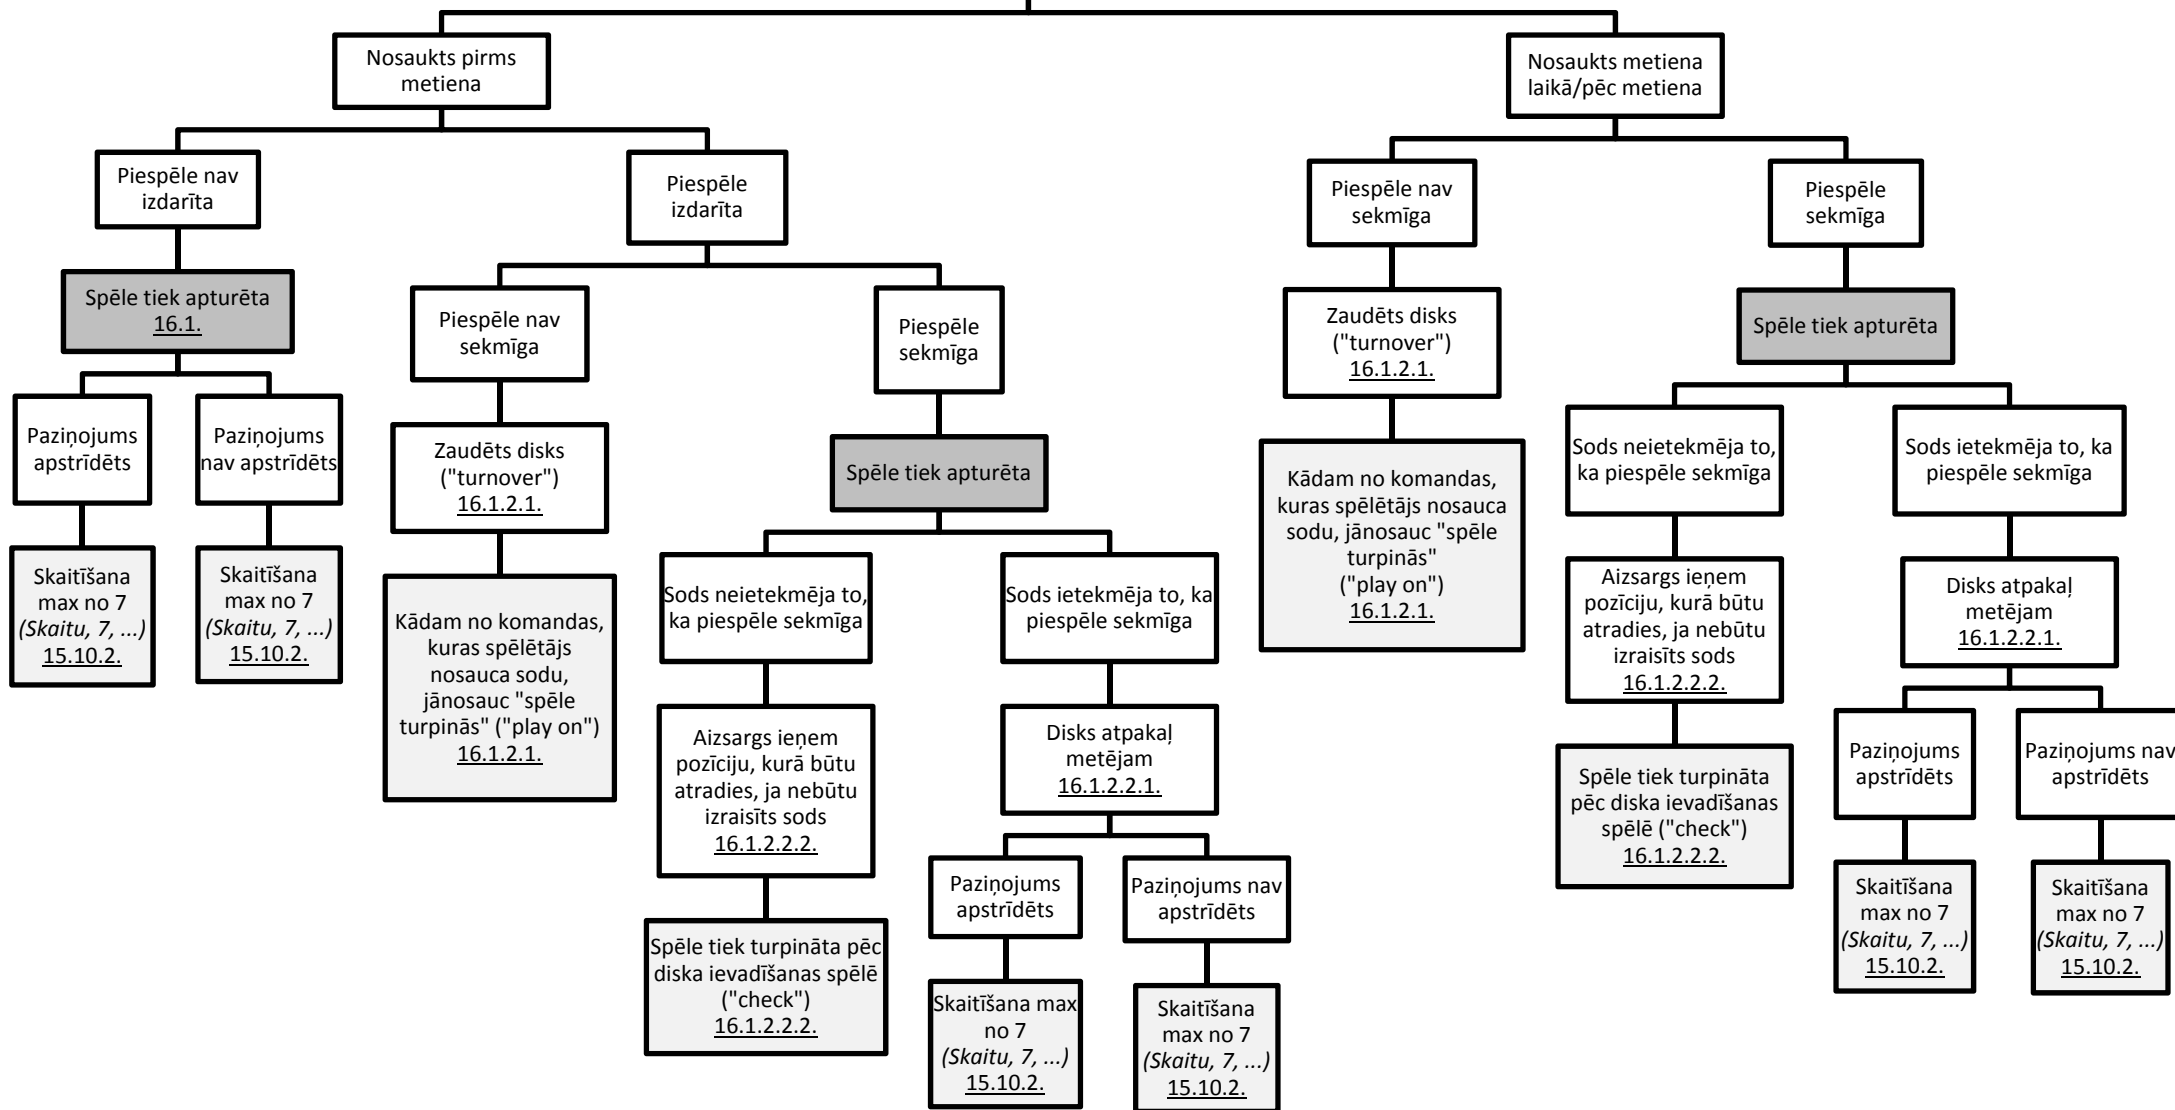 Nosaukts pirms
metiena
Nosaukts metiena
laikā/pēc metiena
Piespēle nav
izdarīta
Piespēle
izdarīta
Piespēle nav
sekmīga
Piespēle
sekmīga
Spēle tiek apturēta
16.1.
Piespēle nav
sekmīga
Piespēle
sekmīga
Zaudēts disks
("turnover")
16.1.2.1.
Spēle tiek apturēta
Paziņojums
apstrīdēts
Paziņojums
nav apstrīdēts
Zaudēts disks
("turnover")
16.1.2.1.
Spēle tiek apturēta
Kādam no komandas,
kuras spēlētājs nosauca
sodu, jānosauc "spēle
turpinās"
("play on")
16.1.2.1.
Sods neietekmēja to,
ka piespēle sekmīga
Sods ietekmēja to, ka
piespēle sekmīga
Skaitīšana
max no 7
(Skaitu, 7, ...)
15.10.2.
Skaitīšana
max no 7
(Skaitu, 7, ...)
15.10.2.
Kādam no komandas,
kuras spēlētājs
nosauca sodu,
jānosauc "spēle
turpinās" ("play on")
16.1.2.1.
Sods neietekmēja to,
ka piespēle sekmīga
Sods ietekmēja to, ka
piespēle sekmīga
Aizsargs ieņem
pozīciju, kurā būtu
atradies, ja nebūtu
izraisīts sods
16.1.2.2.2.
Disks atpakaļ
metējam
16.1.2.2.1.
Aizsargs ieņem
pozīciju, kurā būtu
atradies, ja nebūtu
izraisīts sods
16.1.2.2.2.
Disks atpakaļ
metējam
16.1.2.2.1.
Spēle tiek turpināta
pēc diska ievadīšanas
spēlē ("check")
16.1.2.2.2.
Paziņojums
apstrīdēts
Paziņojums nav
apstrīdēts
Spēle tiek turpināta pēc
diska ievadīšanas spēlē
("check")
16.1.2.2.2.
Paziņojums
apstrīdēts
Paziņojums nav
apstrīdēts
Skaitīšana
max no 7
(Skaitu, 7, ...)
15.10.2.
Skaitīšana
max no 7
(Skaitu, 7, ...)
15.10.2.
Skaitīšana max
no 7
(Skaitu, 7, ...)
15.10.2.
Skaitīšana
max no 7
(Skaitu, 7, ...)
15.10.2.